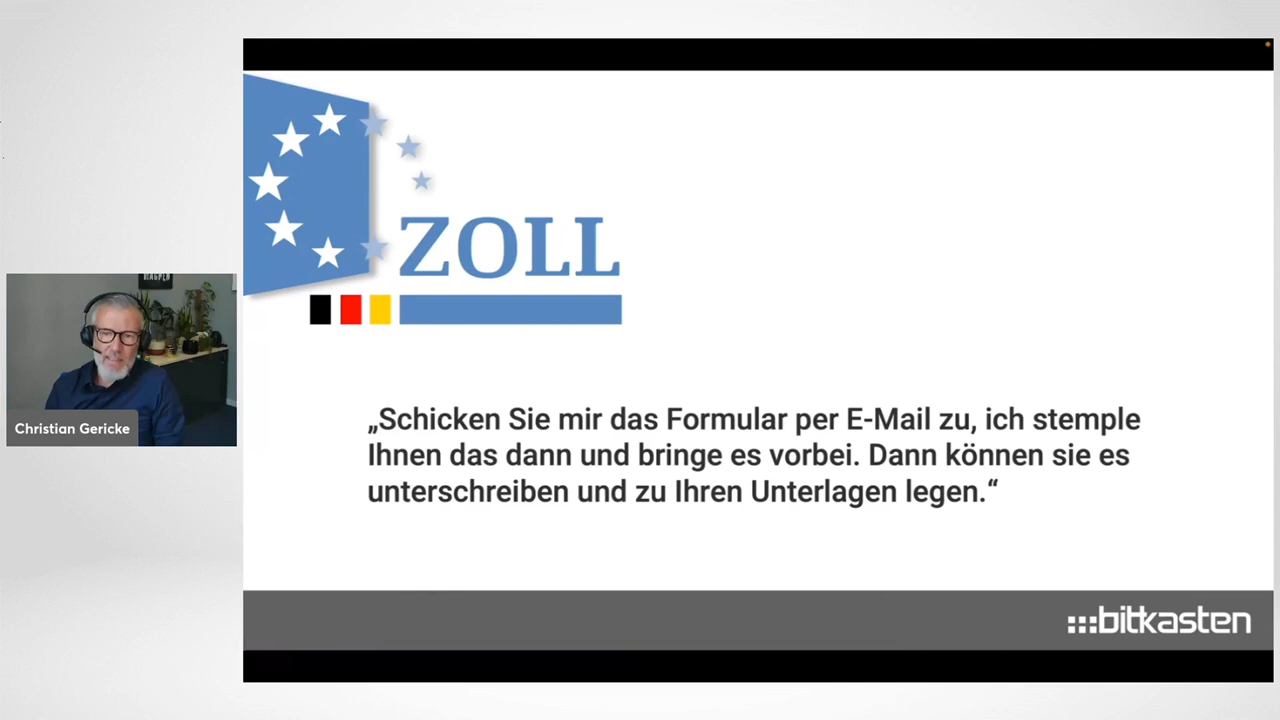 ZOLL
Christian Gericke
„Schicken Sie mir das Formular per E-Mail zu, ich stemple
Ihnen das dann und bringe es vorbei. Dann können sie es
unterschreiben und zu Ihren Unterlagen legen.“
bitkasten